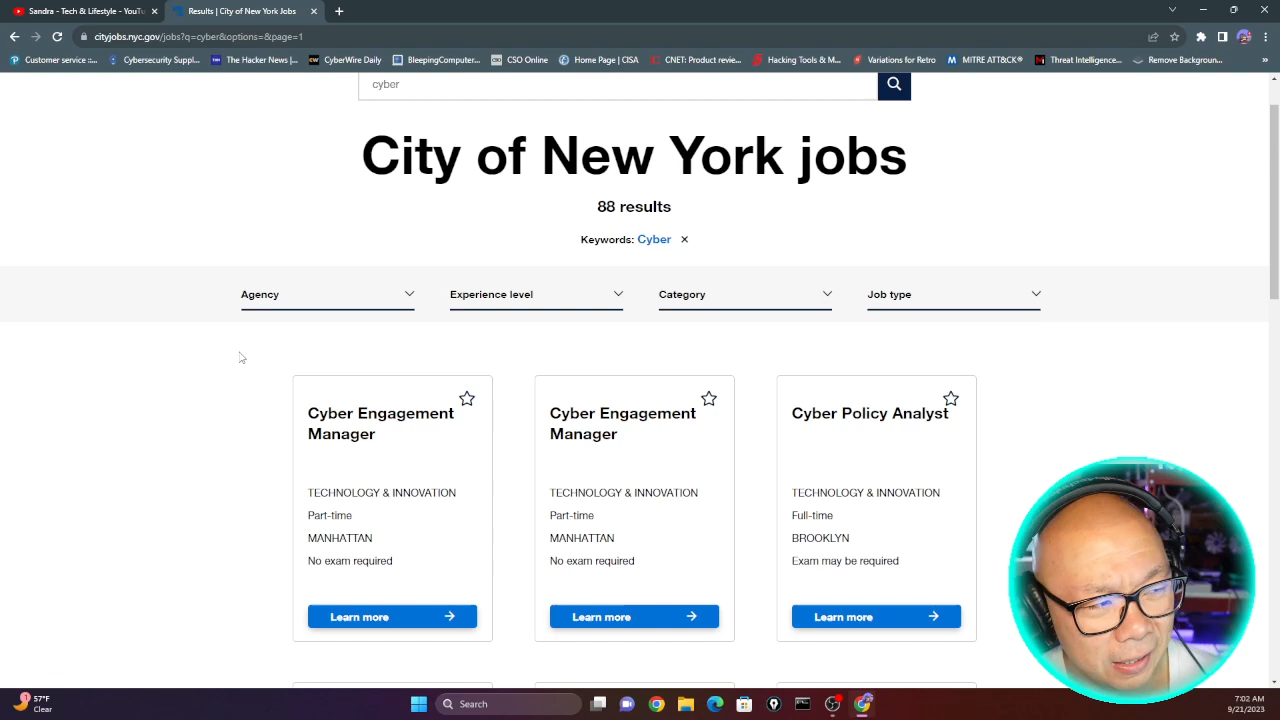 Sandra - Tech & Lifestyle - YouTu
Results | City of New York Jobs
cityjobs.nyc.gov/jobs?q=cyber&options=&page=1
Customer service ::...
Cybersecurity Suppl...
The Hacker News |...
CyberWire Daily
BleepingComputer...
CSO Online
Home Page | CISA
CNET: Product revie...
Hacking Tools & M...
Variations for Retro
MITRE ATT&CK®
Threat Intelligence...
Remove Backgroun...
cyber
City of New York jobs
88 results
Keywords: Cyber ×
Agency
Experience level
Category
Job type
Cyber Engagement
Manager
TECHNOLOGY & INNOVATION
Part-time
MANHATTAN
No exam required
Learn more
Cyber Engagement
Manager
TECHNOLOGY & INNOVATION
Part-time
MANHATTAN
No exam required
Learn more
Cyber Policy Analyst
TECHNOLOGY & INNOVATION
Full-time
BROOKLYN
Exam may be required
Learn more
57°F
Clear
Search
7:02 AM
9/21/2023